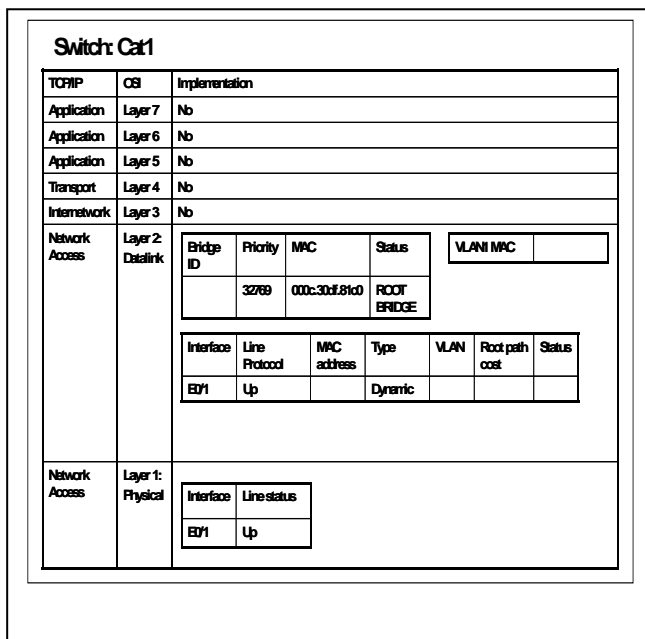 Switch: Cat1
TCP/IP OSI Implementation
Application Layer 7 No
Application Layer 6 No
Application Layer 5 No
Transport Layer 4 No
Internetwork Layer 3 No
Network Access Layer 2: Datalink
Bridge ID Priority MAC Status
32769 000c.30df.81c0 ROOT BRIDGE
VLAN1 MAC
Interface Line Protocol MAC address Type VLAN Root path cost Status
E0/1 Up Dynamic
Network Access Layer 1: Physical
Interface Line status
E0/1 Up